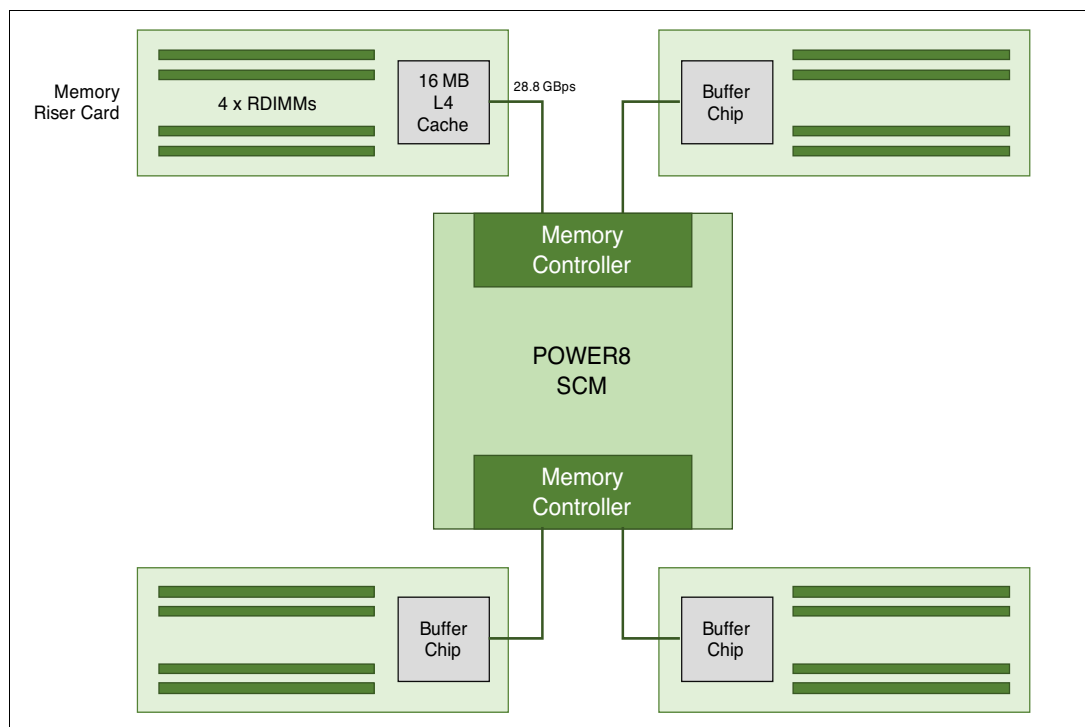 Memory
Riser Card
4 x RDIMMs
16 MB
L4
Cache
28.8 GBps
Buffer
Chip
Memory
Controller
POWER8
SCM
Memory
Controller
Buffer
Chip
Buffer
Chip